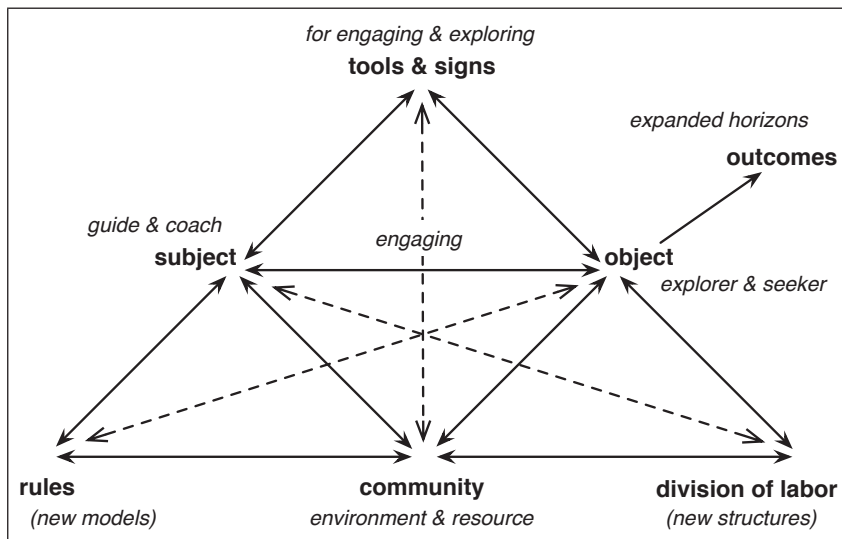 for engaging & exploring
tools & signs
expanded horizons
outcomes
guide & coach
subject
engaging
object
explorer & seeker
rules
community
division of labor
(new models)
environment & resource
(new structures)